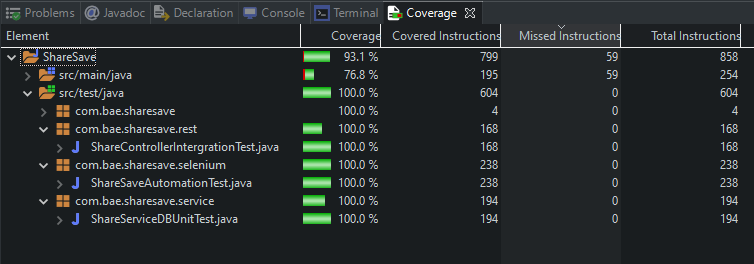 Problems @ Javadoc Declaration Console Terminal Coverage
Element Coverage Covered Instructions Missed Instructions Total Instructions
ShareSave 93.1 % 799 59 858
src/main/java 76.8 % 195 59 254
src/test/java 100.0 % 604 0 604
com.bae.sharesave 100.0 % 4 0 4
com.bae.sharesave.rest 100.0 % 168 0 168
ShareControllerIntergrationTest.java 100.0 % 168 0 168
com.bae.sharesave.selenium 100.0 % 238 0 238
ShareSaveAutomationTest.java 100.0 % 238 0 238
com.bae.sharesave.service 100.0 % 194 0 194
ShareServiceDBUnitTest.java 100.0 % 194 0 194